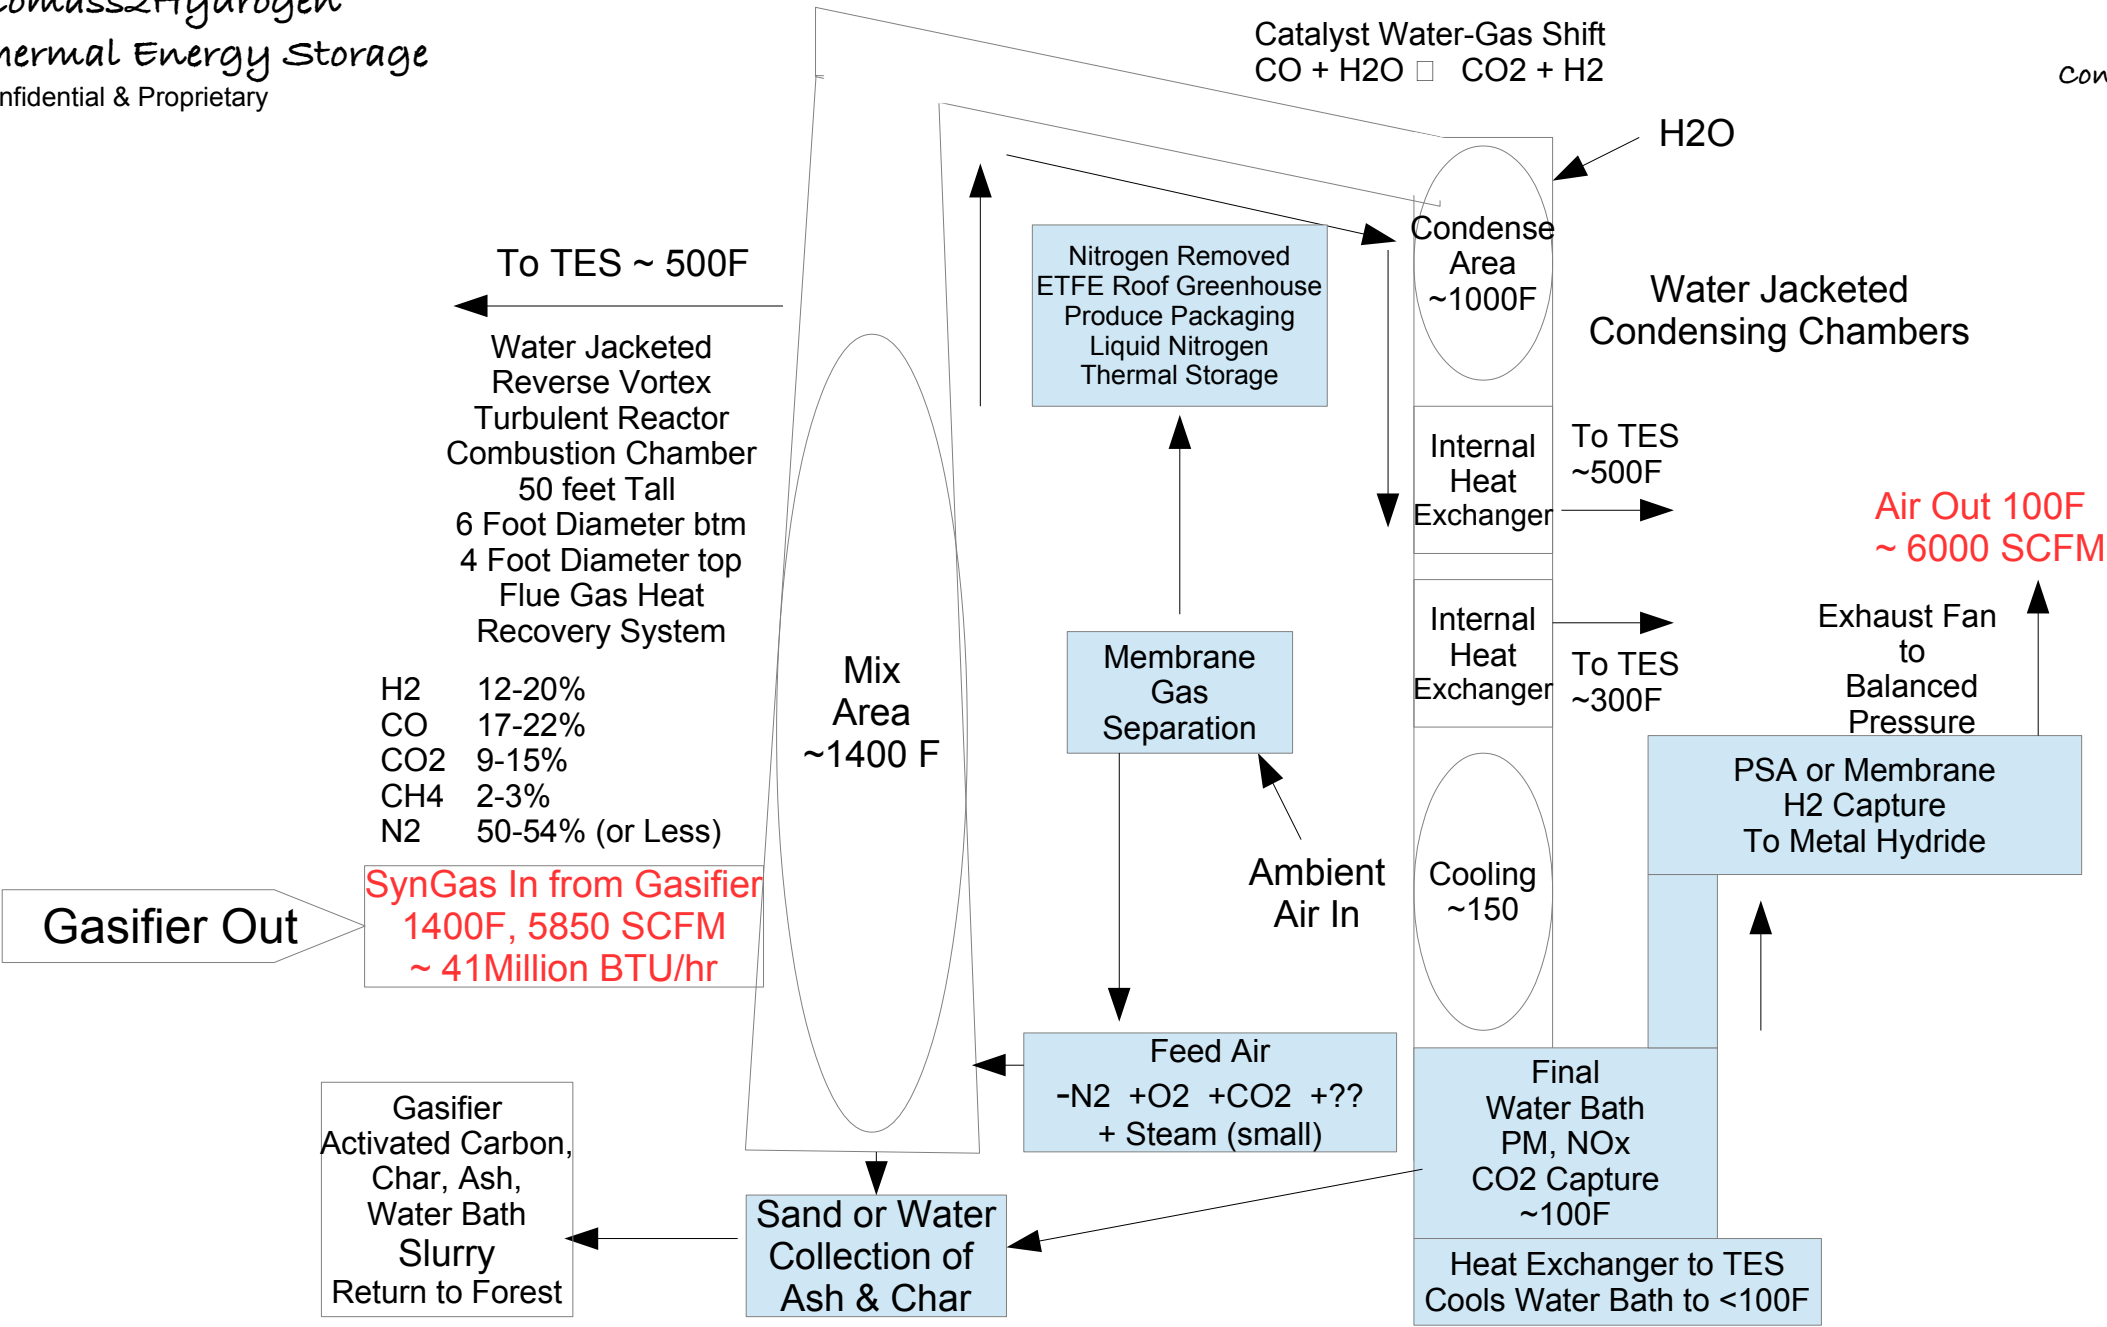 Thermal Energy Storage
Confidential & Proprietary
Catalyst Water-Gas Shift
CO + H2O □ CO2 + H2
H2O
To TES ~ 500F
Water Jacketed
Reverse Vortex
Turbulent Reactor
Combustion Chamber
50 feet Tall
6 Foot Diameter btm
4 Foot Diameter top
Flue Gas Heat
Recovery System
H2 12-20%
CO 17-22%
CO2 9-15%
CH4 2-3%
N2 50-54% (or Less)
Gasifier Out
SynGas In from Gasifier
1400F, 5850 SCFM
~ 41Million BTU/hr
Gasifier
Activated Carbon,
Char, Ash,
Water Bath
Slurry
Return to Forest
Mix
Area
~1400 F
Sand or Water
Collection of
Ash & Char
Nitrogen Removed
ETFE Roof Greenhouse
Produce Packaging
Liquid Nitrogen
Thermal Storage
Membrane
Gas
Separation
Ambient
Air In
Feed Air
-N2 +O2 +CO2 +??
+ Steam (small)
Condense
Area
~1000F
Water Jacketed
Condensing Chambers
Internal
Heat
Exchanger
To TES
~500F
Internal
Heat
Exchanger
To TES
~300F
Cooling
~150
Final
Water Bath
PM, NOx
CO2 Capture
~100F
Heat Exchanger to TES
Cools Water Bath to <100F
Air Out 100F
~ 6000 SCFM
Exhaust Fan
to
Balanced
Pressure
PSA or Membrane
H2 Capture
To Metal Hydride